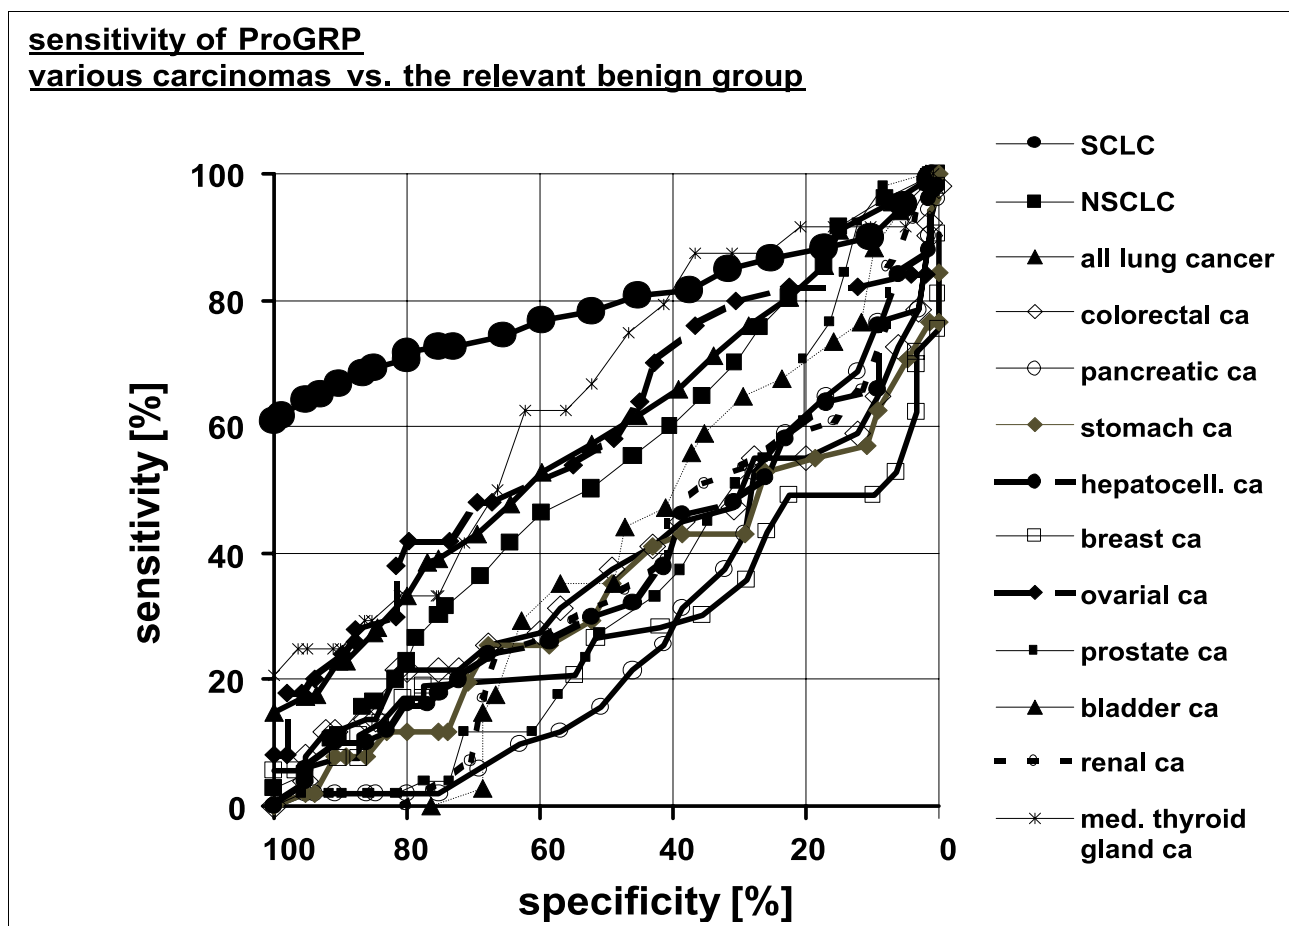 sensitivity of ProGRP
various carcinomas vs. the relevant benign group
sensitivity [%]
100
80
60
40
20
0
100 80 60 40 20 0
specificity [%]
SCLC
NSCLC
all lung cancer
colorectal ca
pancreatic ca
stomach ca
hepatocell. ca
breast ca
ovarial ca
prostate ca
bladder ca
renal ca
med. thyroid
gland ca